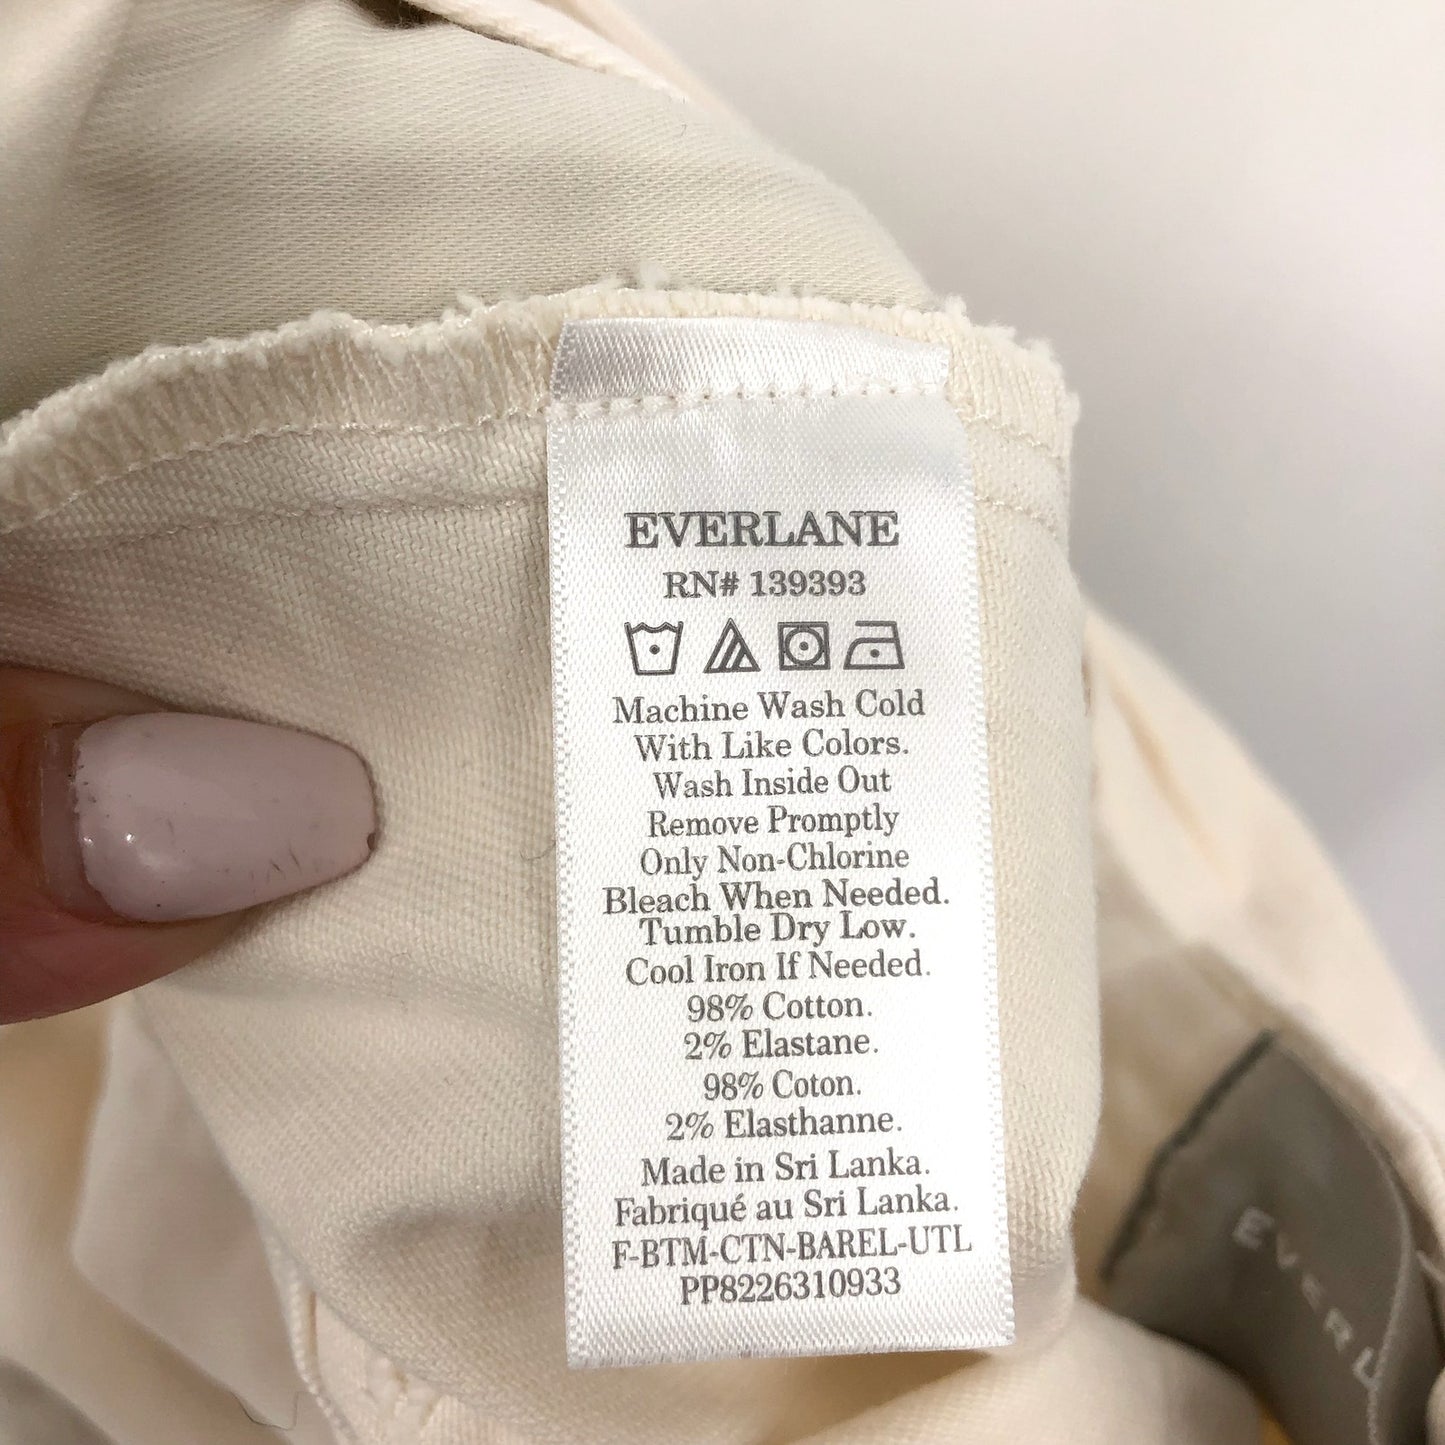 EVERLANE
RN# 139393
Machine Wash Cold
With Like Colors.
Wash Inside Out
Remove Promptly
Only Non-Chlorine
Bleach When Needed.
Tumble Dry Low.
Cool Iron If Needed.
98% Cotton.
2% Elastane.
98% Coton.
2% Elasthanne.
Made in Sri Lanka.
Fabriqué au Sri Lanka.
F-BTM-CTN-BAREL-UTL
PP8226310933
EVERL